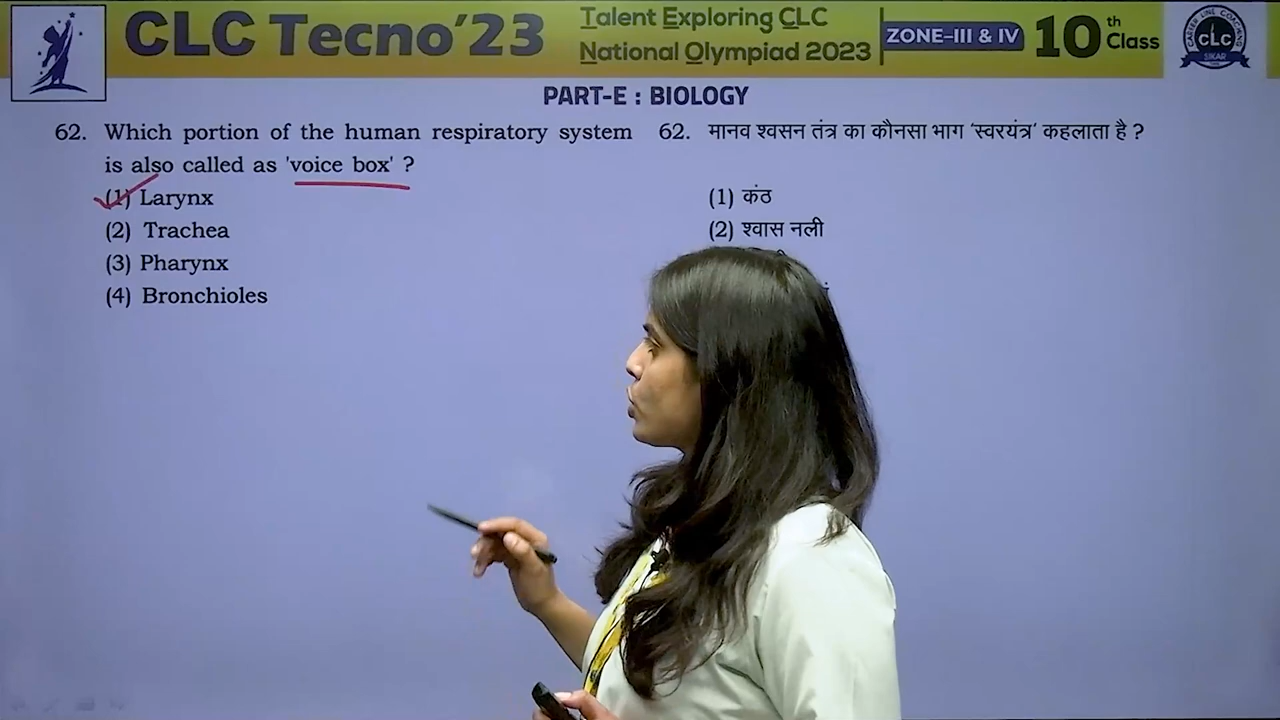 CLC Tecno'23
Talent Exploring CLC
National Olympiad 2023
ZONE–III & IV
10th
Class
CLC
SIKAR
PART-E : BIOLOGY
62. Which portion of the human respiratory system
is also called as 'voice box' ?
(1) Larynx
(2) Trachea
(3) Pharynx
(4) Bronchioles
62. मानव श्वसन तंत्र का कौनसा भाग 'स्वरयंत्र' कहलाता है ?
(1) कंठ
(2) श्वास नली